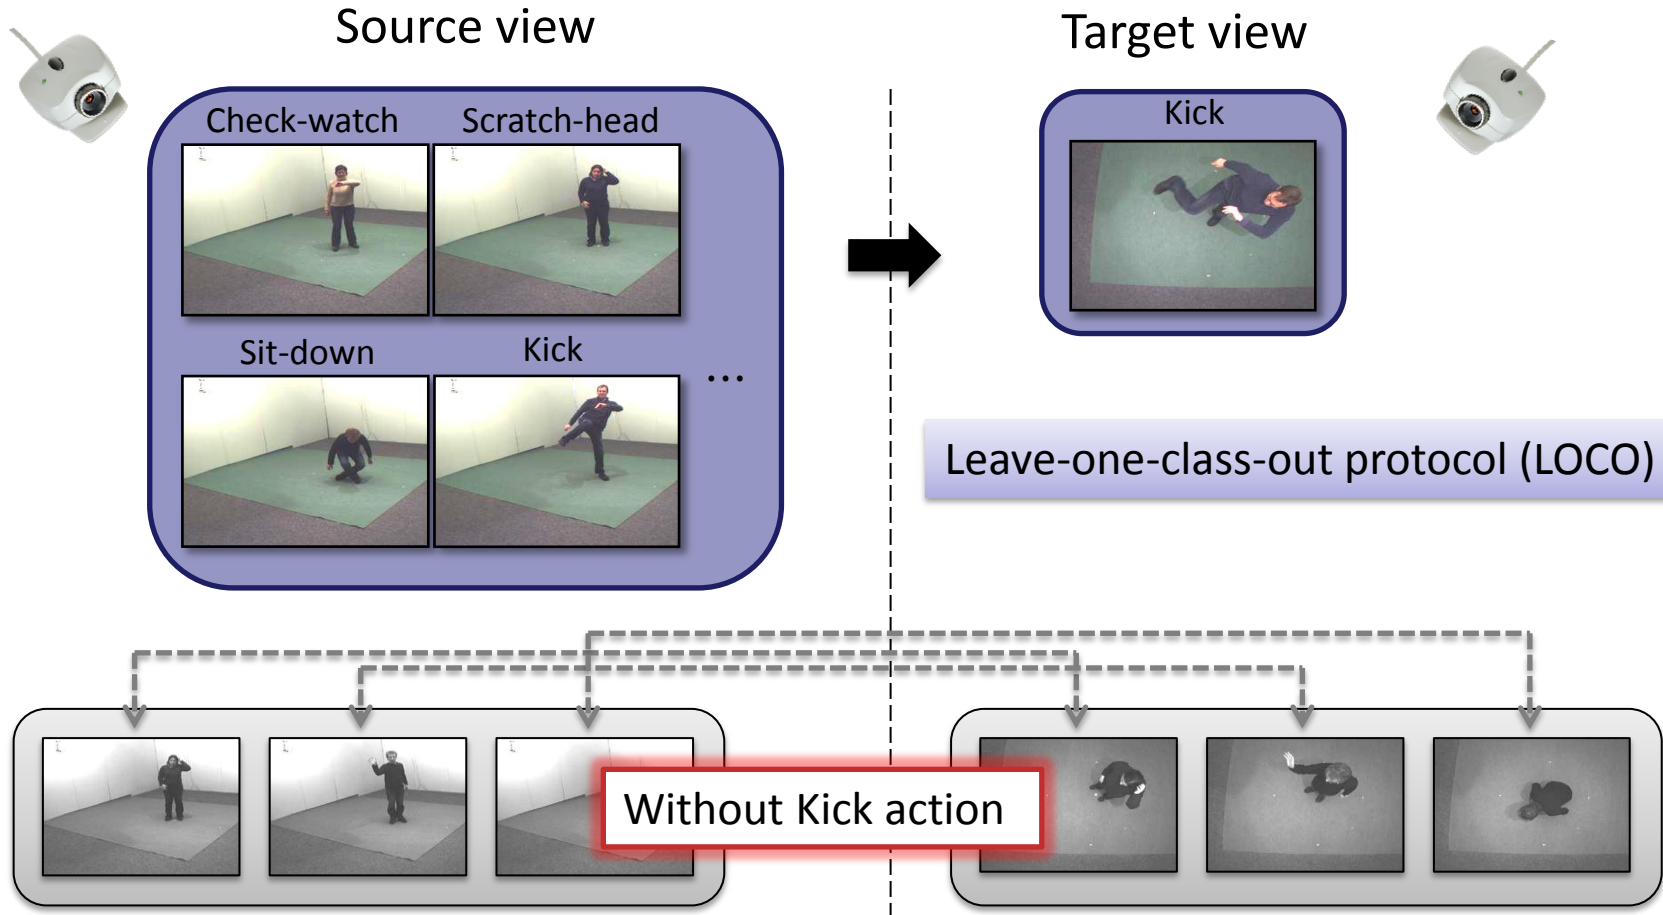 Source view
Target view
Check-watch
Scratch-head
Kick
Sit-down
Kick
...
Leave-one-class-out protocol (LOCO)
Without Kick action